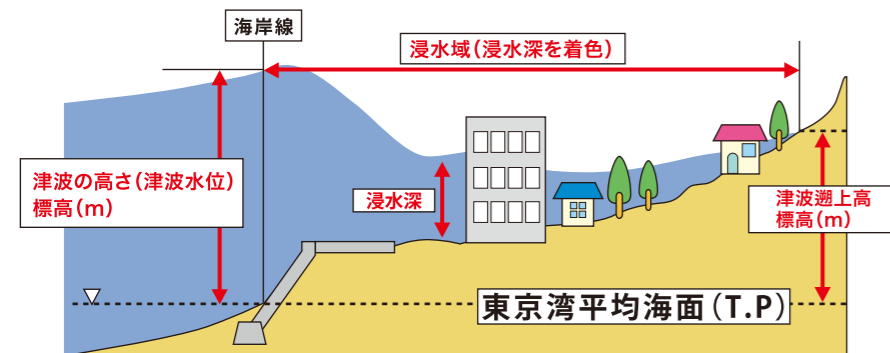 海岸線
浸水域（浸水深を着色）
津波の高さ（津波水位）
標高（m）
浸水深
津波遡上高
標高（m）
東京湾平均海面（T.P）